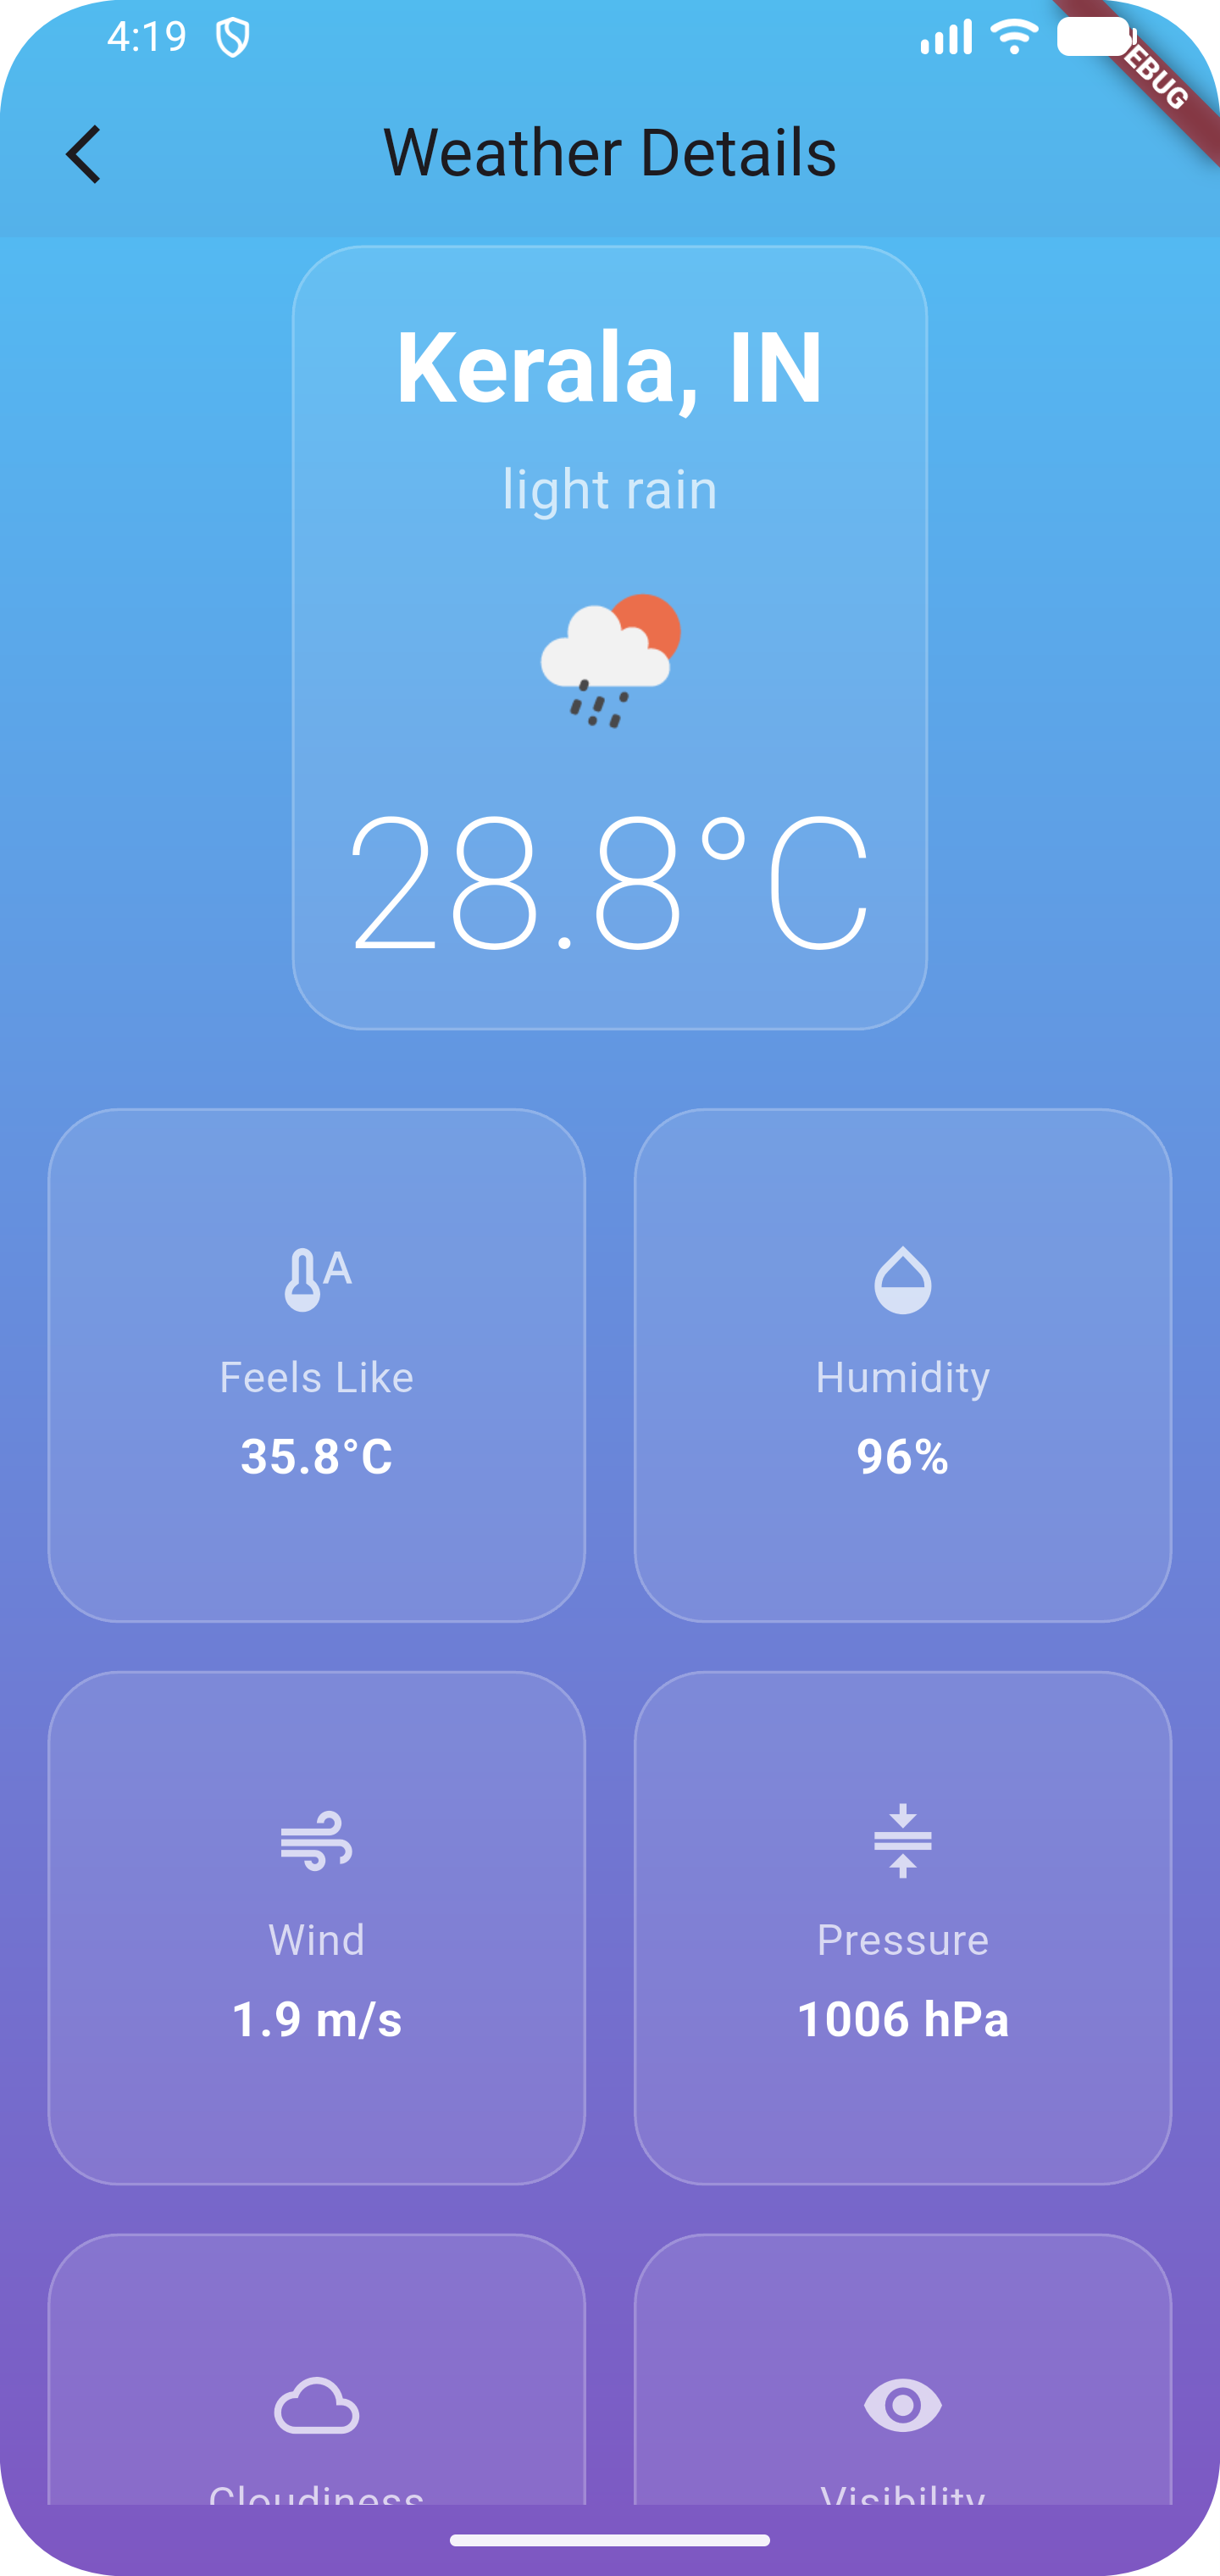 4:19
EBUG
Weather Details
Kerala, IN
light rain
28.8°C
A
Feels Like
35.8°C
Humidity
96%
Wind
1.9 m/s
Pressure
1006 hPa
Cloudiness
Visibility